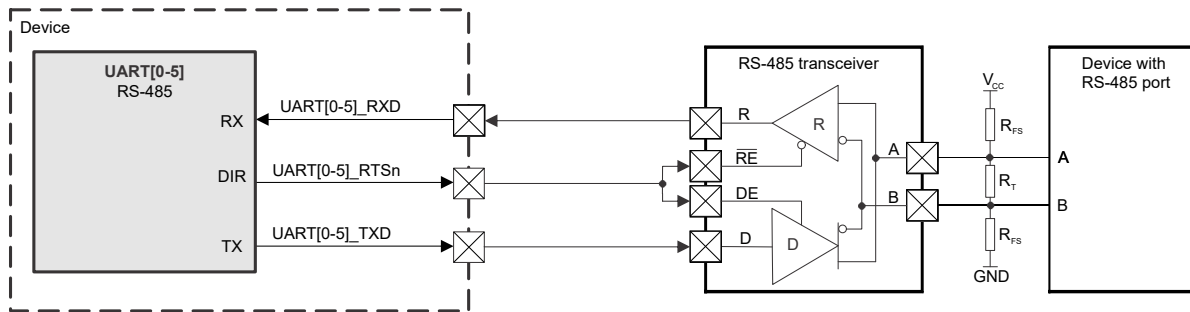 Device
UART[0-5]
RS-485
RX
DIR
TX
UART[0-5]_RXD
UART[0-5]_RTSn
UART[0-5]_TXD
RS-485 transceiver
R
RE
DE
D
R
D
A
B
VCC
RFS
RT
RFS
GND
Device with
RS-485 port
A
B